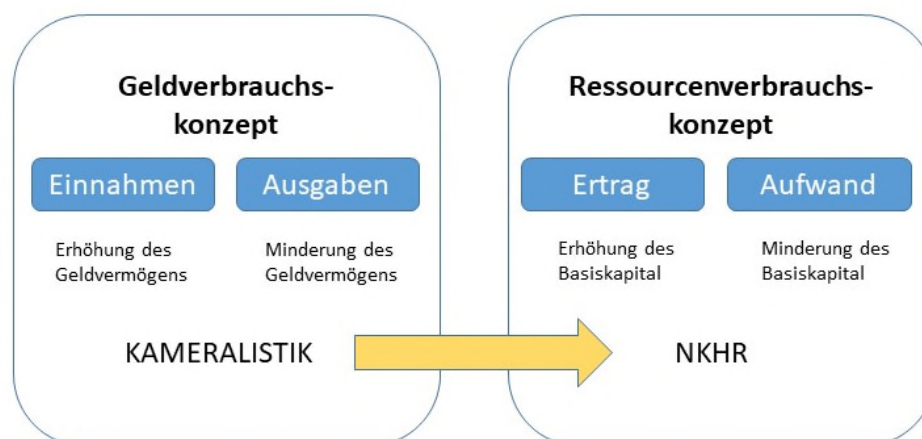 Geldverbrauchs-
konzept
Einnahmen
Ausgaben
Erhöhung des
Geldvermögens
Minderung des
Geldvermögens
KAMERALISTIK
Ressourcenverbrauchs-
konzept
Ertrag
Aufwand
Erhöhung des
Basiskapital
Minderung des
Basiskapital
NKHR